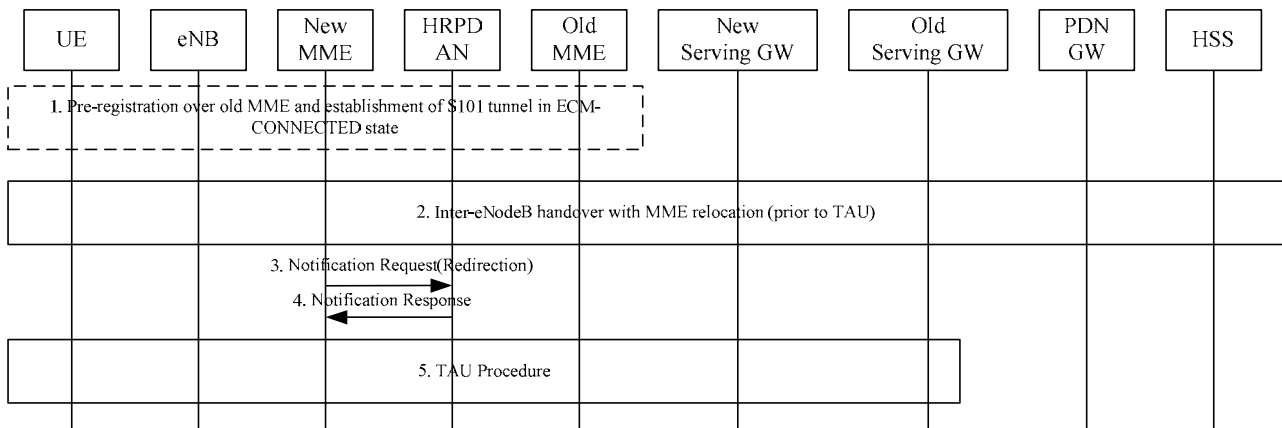 UE
eNB
New
MME
HRPD
AN
Old
MME
New
Serving GW
Old
Serving GW
PDN
GW
HSS
1. Pre-registration over old MME and establishment of S101 tunnel in ECM-
CONNECTED state
2. Inter-eNodeB handover with MME relocation (prior to TAU)
3. Notification Request(Redirection)
4. Notification Response
5. TAU Procedure